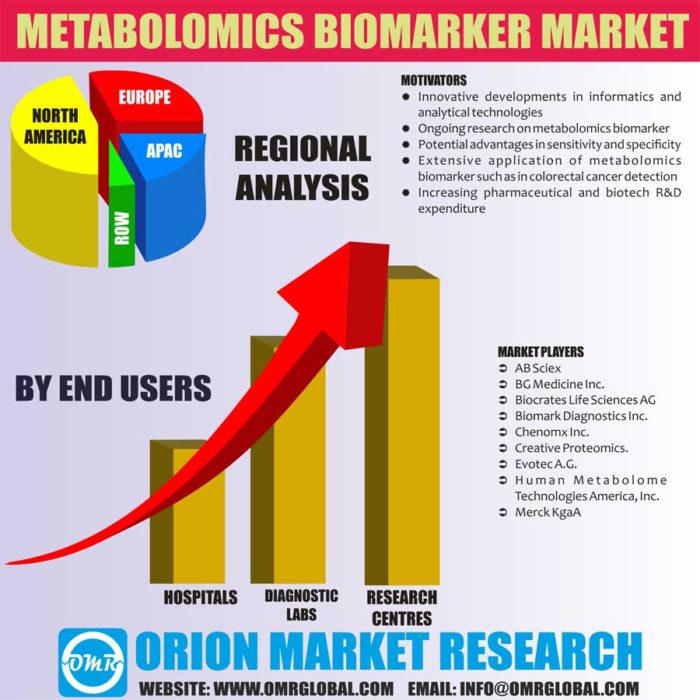 METABOLOMICS BIOMARKER MARKET
NORTH
AMERICA
EUROPE
APAC
ROW
REGIONAL
ANALYSIS
MOTIVATORS
Innovative developments in informatics and
analytical technologies
Ongoing research on metabolomics biomarker
Potential advantages in sensitivity and specificity
Extensive application of metabolomics
biomarker such as in colorectal cancer detection
Increasing pharmaceutical and biotech R&D
expenditure
BY END USERS
MARKET PLAYERS
AB Sciex
BG Medicine Inc.
Biocrates Life Sciences AG
Biomark Diagnostics Inc.
Chenomx Inc.
Creative Proteomics.
Evotec A.G.
Human Metabolome
Technologies America, Inc.
Merck KgaA
HOSPITALS
DIAGNOSTIC
LABS
RESEARCH
CENTRES
OMR
ORION MARKET RESEARCH
WEBSITE: WWW.OMRGLOBAL.COM EMAIL: INFO@OMRGLOBAL.COM